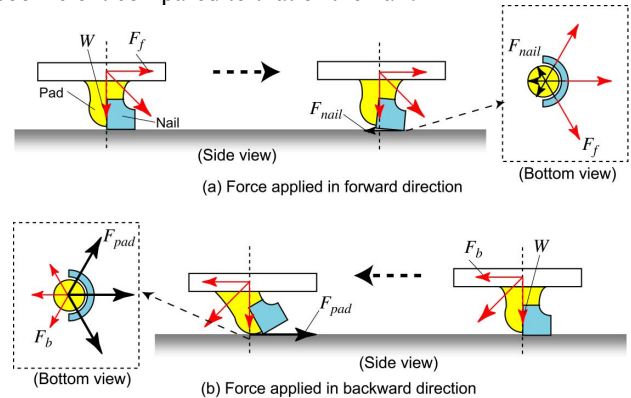 W
F_f
Pad
Nail
F_nail
(Side view)
F_nail
F_f
(Bottom view)
(a) Force applied in forward direction
F_pad
F_b
(Bottom view)
F_pad
F_b
W
(Side view)
(b) Force applied in backward direction